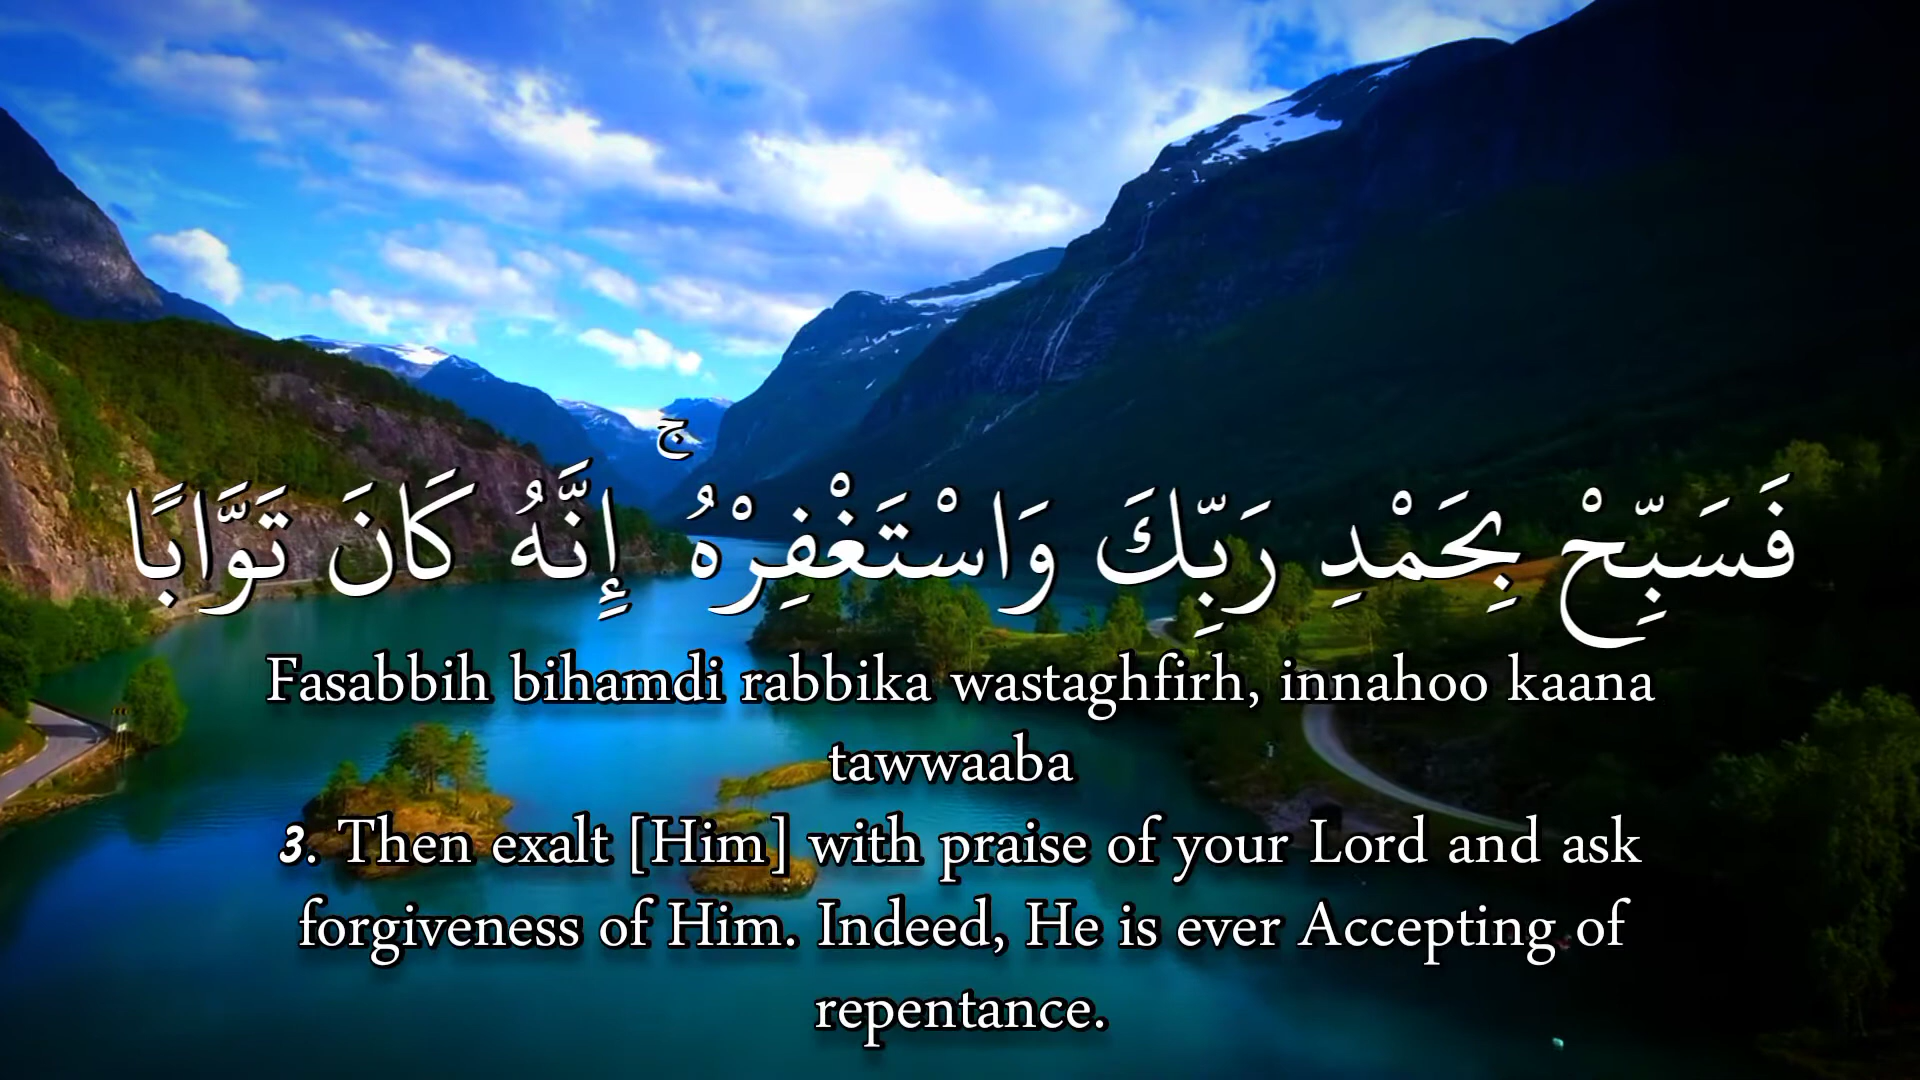 فَسَبِّحْ بِحَمْدِ رَبِّكَ وَاسْتَغْفِرْهُ ۚ إِنَّهُ كَانَ تَوَّابًا
Fasabbih bihamdi rabbika wastaghfirh, innahoo kaana
tawwaaba
3. Then exalt [Him] with praise of your Lord and ask
forgiveness of Him. Indeed, He is ever Accepting of
repentance.